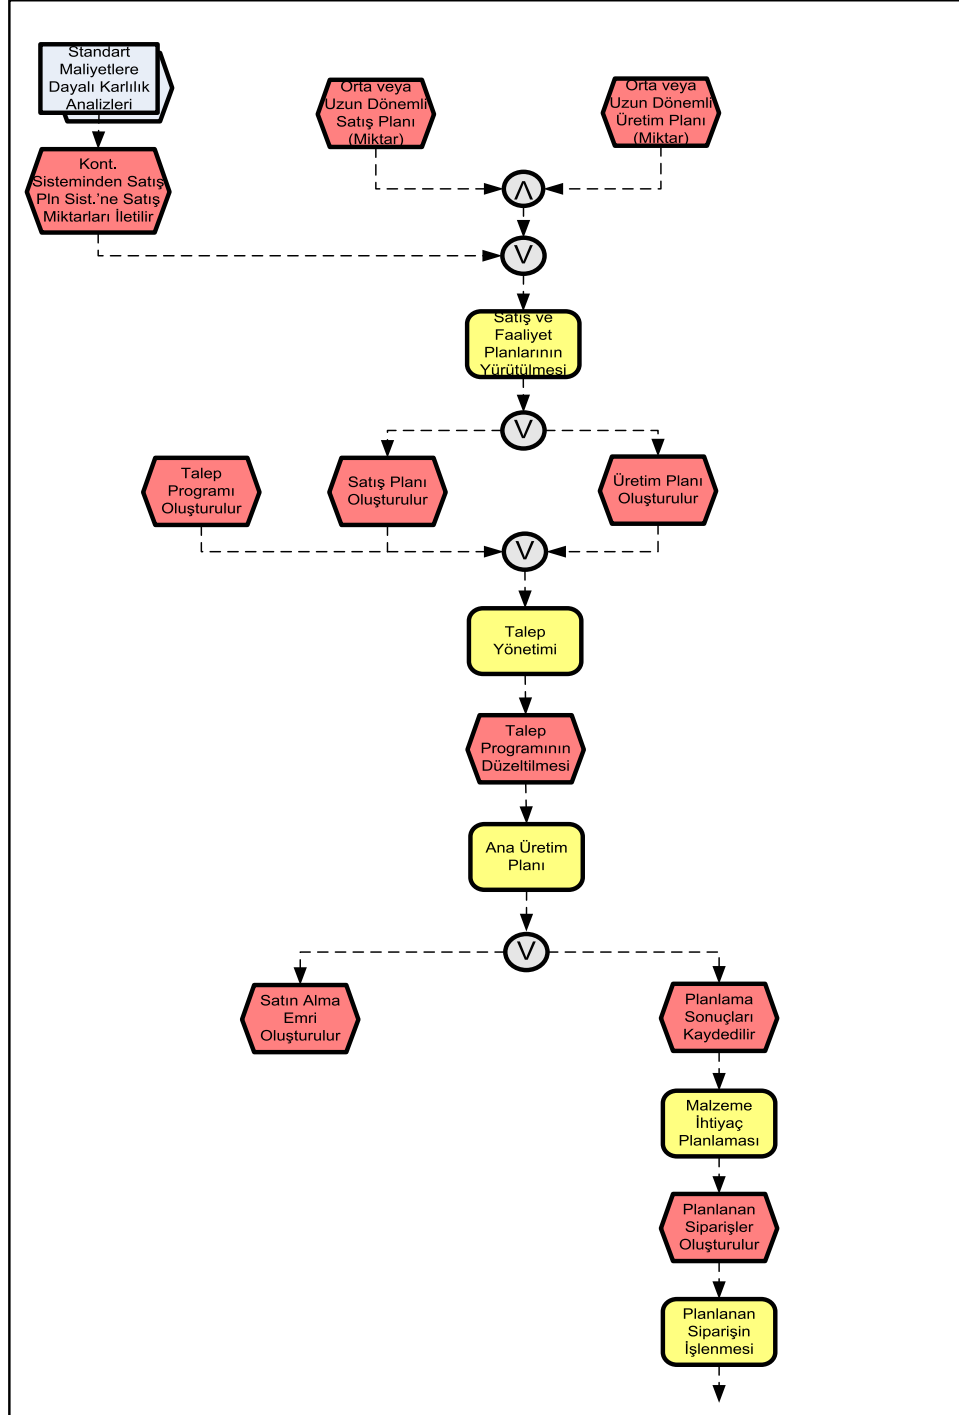 Standart
Maliyetlere
Dayalı Karlılık
Analizleri
Orta veya
Uzun Dönemli
Satış Planı
(Miktar)
Orta veya
Uzun Dönemli
Üretim Planı
(Miktar)
Kont.
Sisteminden Satış
Pln Sist.'ne Satış
Miktarları İletilir
Λ
V
Satış ve
Faaliyet
Planlarının
Yürütülmesi
V
Talep
Programı
Oluşturulur
Satış Planı
Oluşturulur
Üretim Planı
Oluşturulur
V
Talep
Yönetimi
Talep
Programının
Düzeltilmesi
Ana Üretim
Planı
V
Satın Alma
Emri
Oluşturulur
Planlama
Sonuçları
Kaydedilir
Malzeme
İhtiyaç
Planlaması
Planlanan
Siparişler
Oluşturulur
Planlanan
Siparişin
İşlenmesi